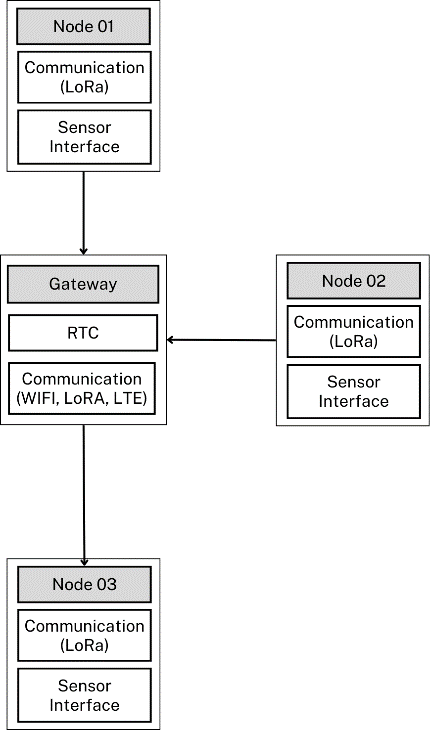 Node 01
Communication
(LoRa)
Sensor
Interface
Gateway
RTC
Communication
(WIFI, LoRA, LTE)
Node 02
Communication
(LoRa)
Sensor
Interface
Node 03
Communication
(LoRa)
Sensor
Interface